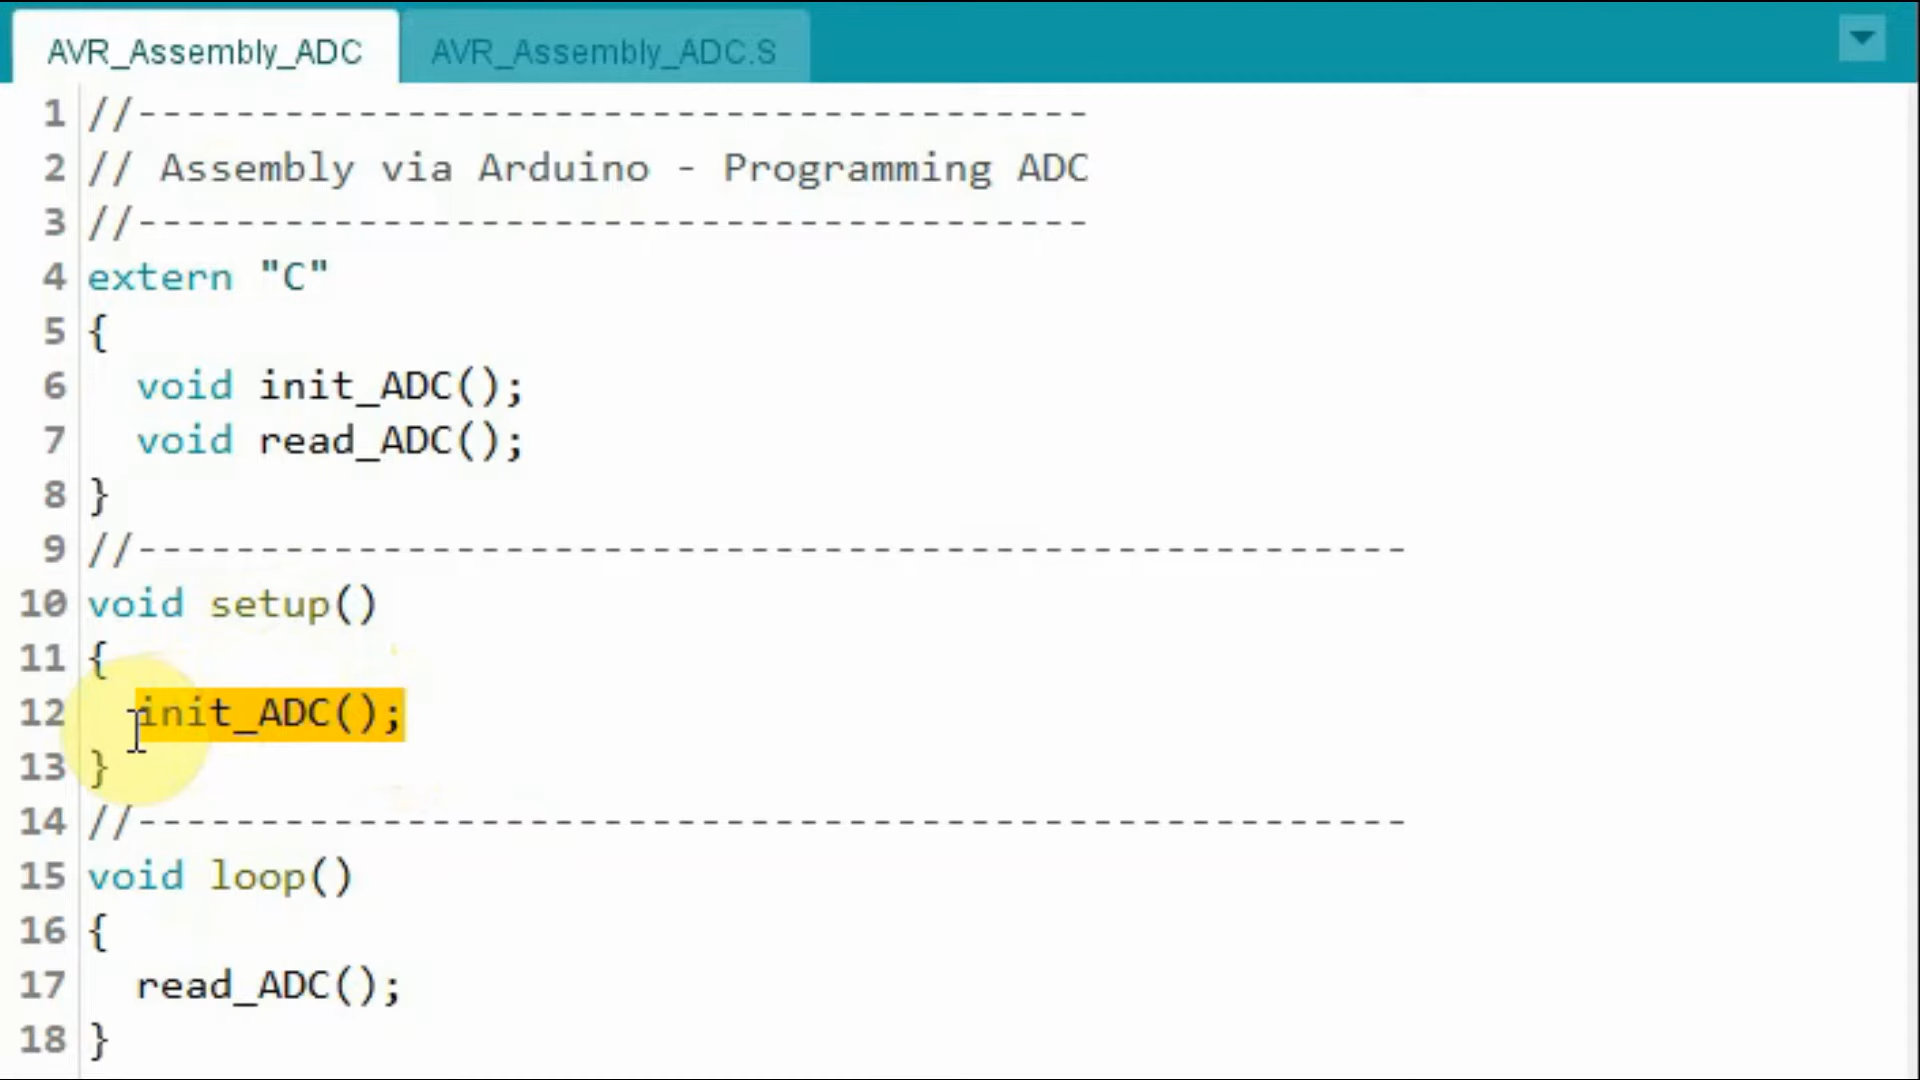 AVR_Assembly_ADC AVR_Assembly_ADC.S
1 //---------------------------------------
2 // Assembly via Arduino - Programming ADC
3 //---------------------------------------
4 extern "C"
5 {
6 void init_ADC();
7 void read_ADC();
8 }
9 //----------------------------------------------------
10 void setup()
11 {
12 init_ADC();
13 }
14 //----------------------------------------------------
15 void loop()
16 {
17 read_ADC();
18 }